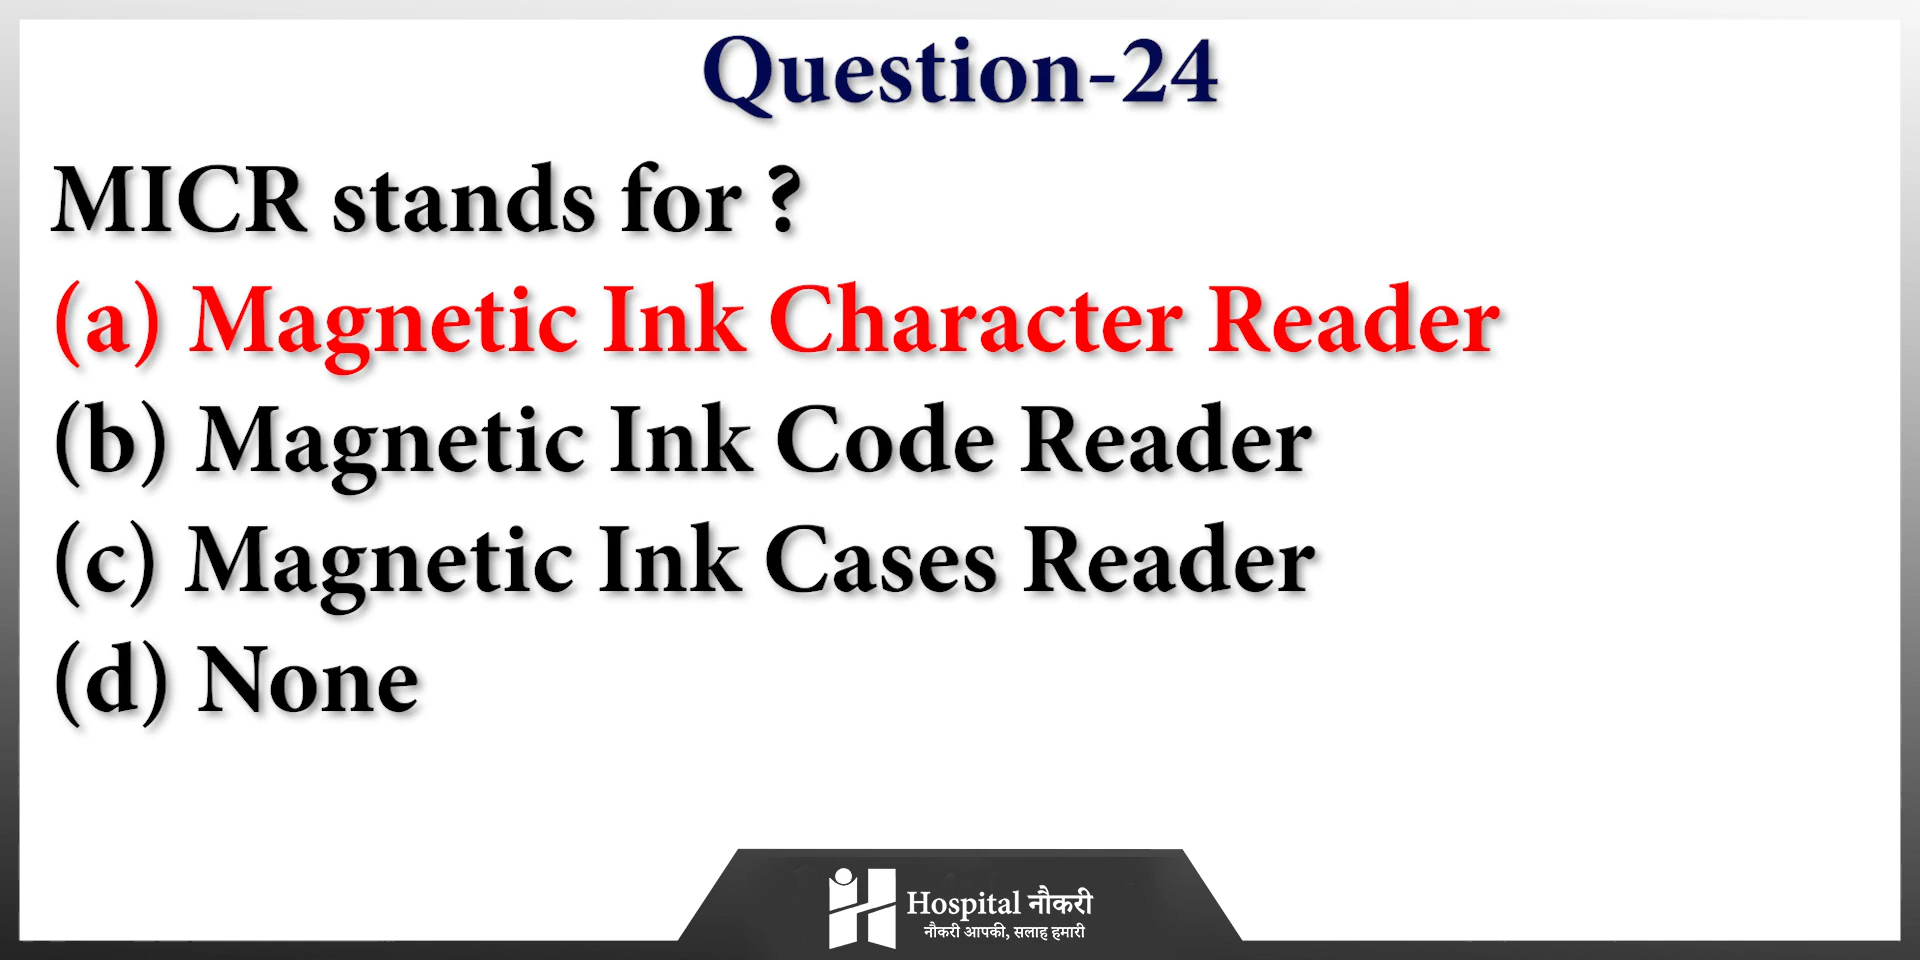 Question-24
MICR stands for ?
(a) Magnetic Ink Character Reader
(b) Magnetic Ink Code Reader
(c) Magnetic Ink Cases Reader
(d) None
Hospital नौकरी
नौकरी आपकी, सलाह हमारी